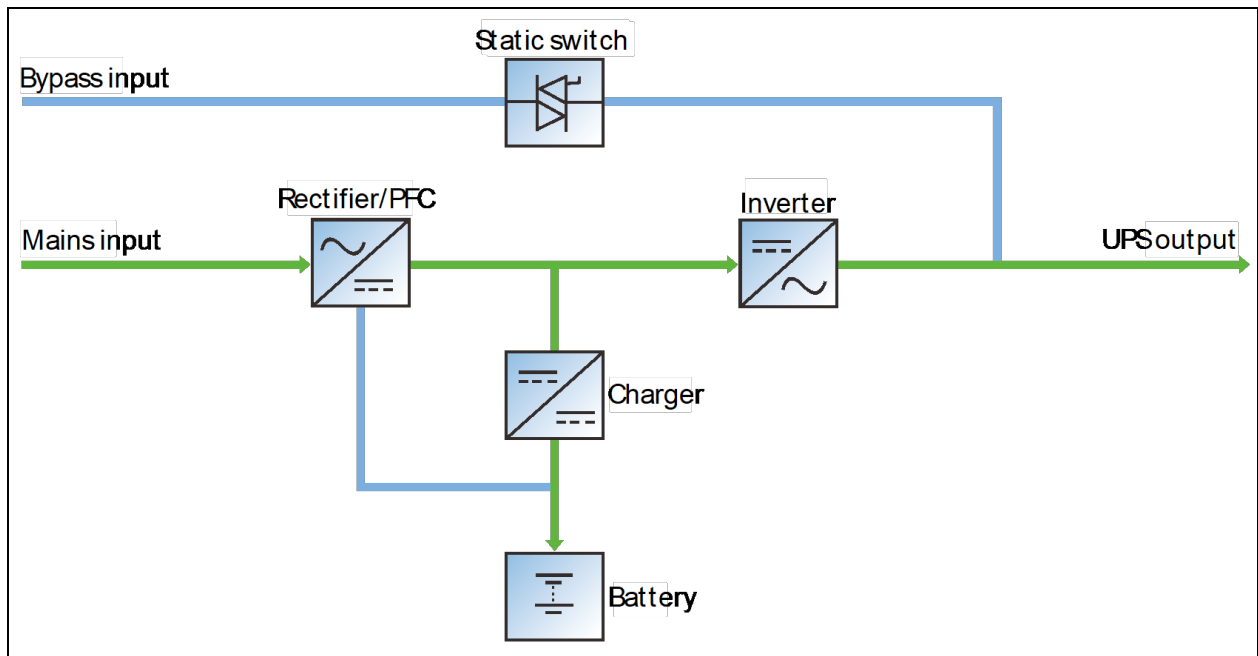 Static switch
Bypass input
Rectifier/PFC
Inverter
Mains input
UPS output
Charger
Battery